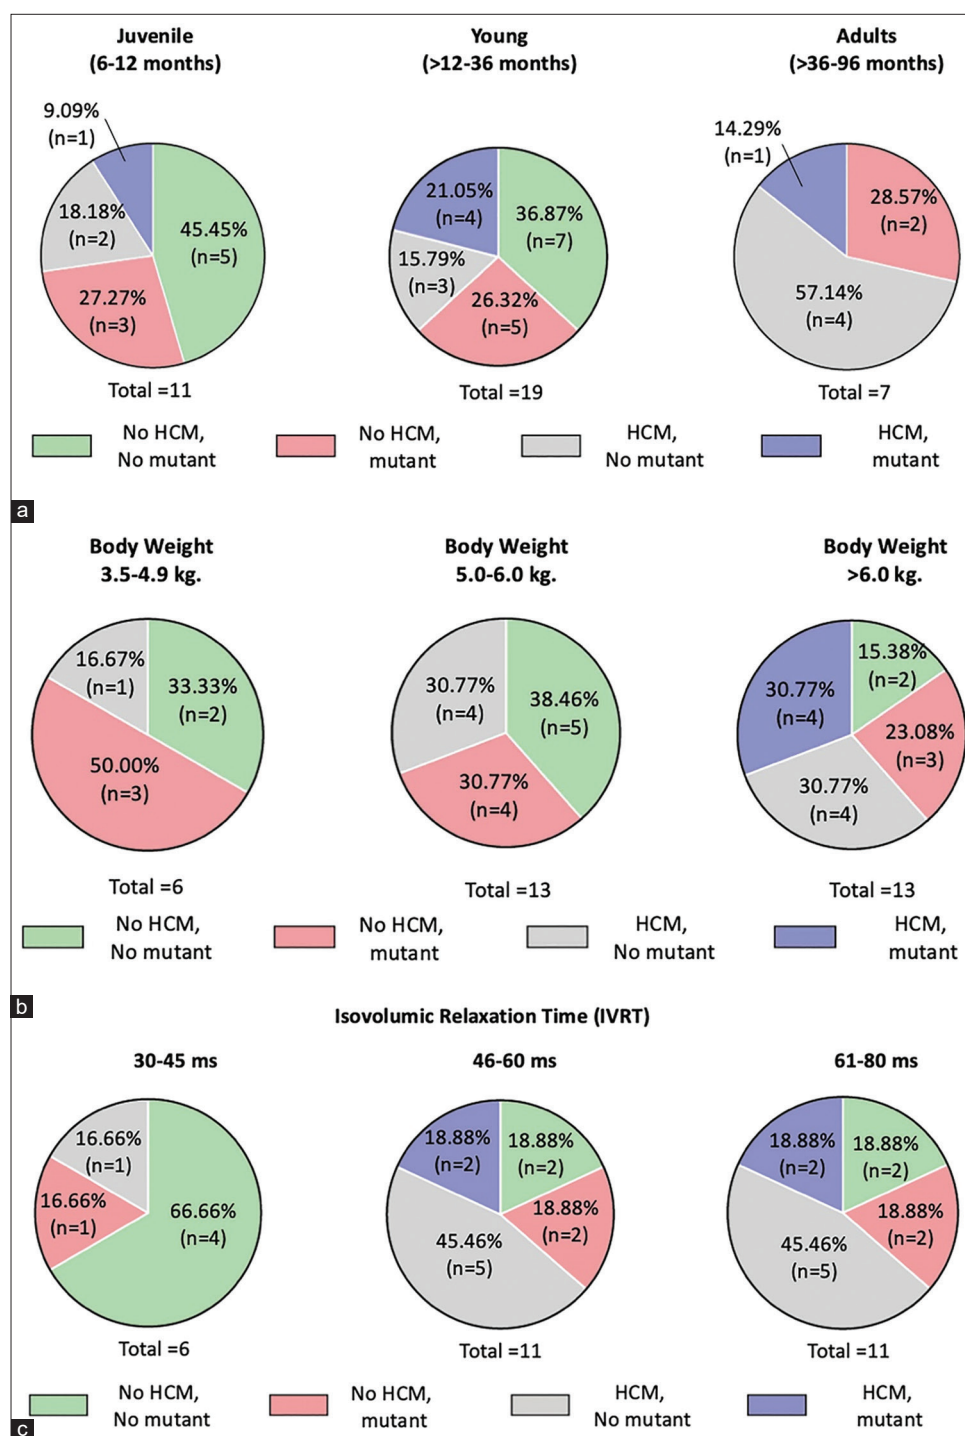 Juvenile
(6-12 months)
Young
(>12-36 months)
Adults
(>36-96 months)
9.09%
(n=1)
18.18%
(n=2)
45.45%
(n=5)
27.27%
(n=3)
Total =11
21.05%
(n=4)
36.87%
(n=7)
15.79%
(n=3)
26.32%
(n=5)
Total =19
14.29%
(n=1)
28.57%
(n=2)
57.14%
(n=4)
Total =7
No HCM,
No mutant
No HCM,
mutant
HCM,
No mutant
HCM,
mutant
a
Body Weight
3.5-4.9 kg.
Body Weight
5.0-6.0 kg.
Body Weight
>6.0 kg.
16.67%
(n=1)
33.33%
(n=2)
50.00%
(n=3)
Total =6
30.77%
(n=4)
38.46%
(n=5)
30.77%
(n=4)
Total =13
15.38%
(n=2)
30.77%
(n=4)
23.08%
(n=3)
30.77%
(n=4)
Total =13
No HCM,
No mutant
No HCM,
mutant
HCM,
No mutant
HCM,
mutant
b
Isovolumic Relaxation Time (IVRT)
30-45 ms
46-60 ms
61-80 ms
16.66%
(n=1)
16.66%
(n=1)
66.66%
(n=4)
Total =6
18.88%
(n=2)
18.88%
(n=2)
18.88%
(n=2)
45.46%
(n=5)
Total =11
18.88%
(n=2)
18.88%
(n=2)
18.88%
(n=2)
45.46%
(n=5)
Total =11
No HCM,
No mutant
No HCM,
mutant
HCM,
No mutant
HCM,
mutant
c